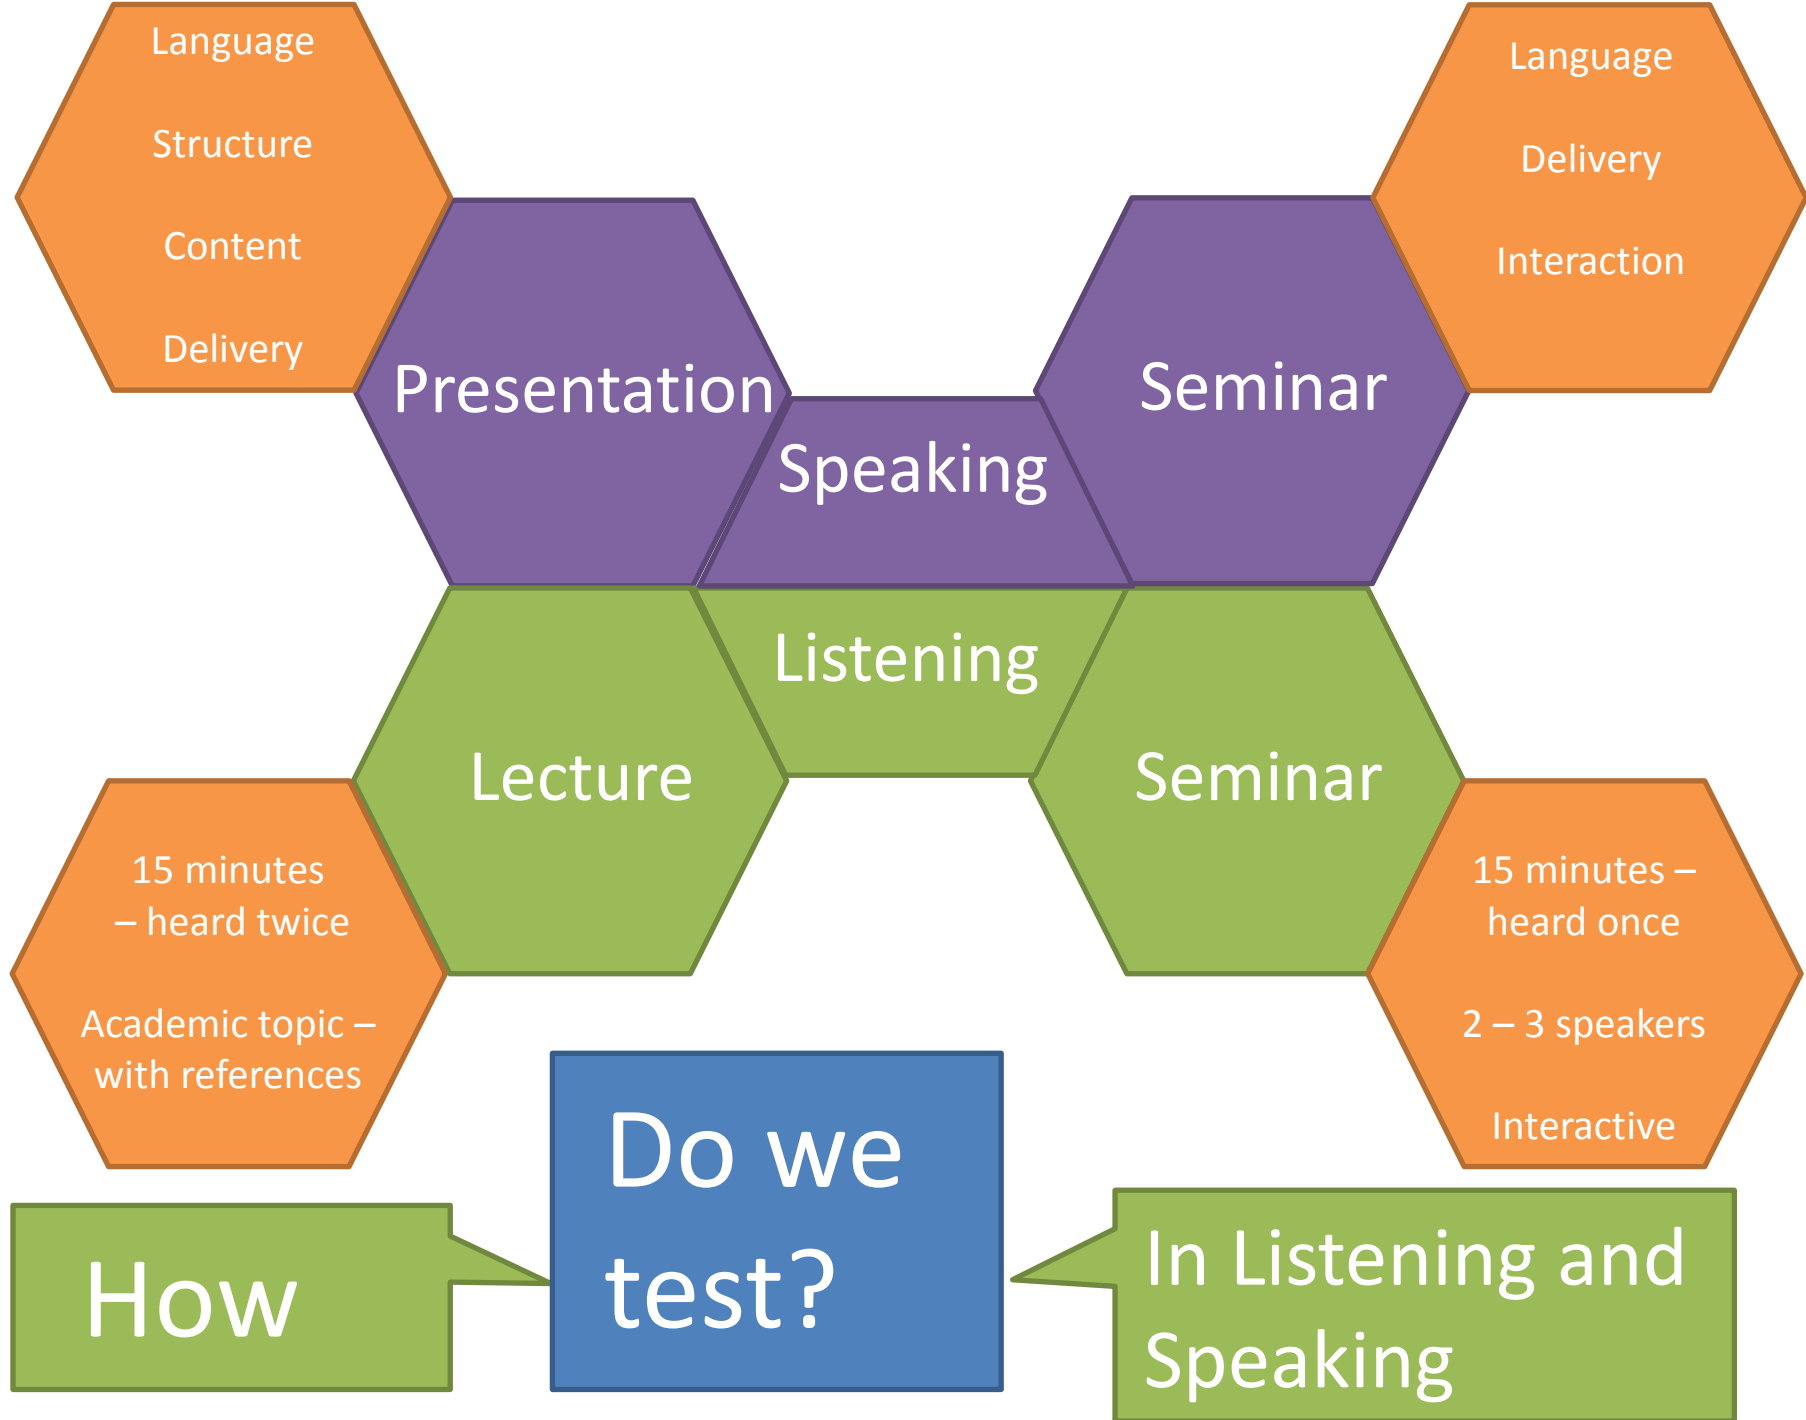 Language
Structure
Content
Delivery
Language
Delivery
Interaction
Presentation
Seminar
Speaking
Listening
Lecture
Seminar
15 minutes
– heard twice
Academic topic –
with references
15 minutes –
heard once
2 – 3 speakers
Interactive
How
Do we
test?
In Listening and
Speaking